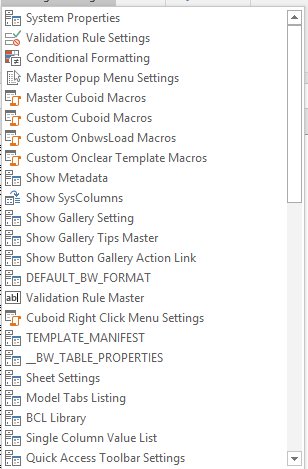 System Properties
Validation Rule Settings
Conditional Formatting
Master Popup Menu Settings
Master Cuboid Macros
Custom Cuboid Macros
Custom OnbwsLoad Macros
Custom Onclear Template Macros
Show Metadata
Show SysColumns
Show Gallery Setting
Show Gallery Tips Master
Show Button Gallery Action Link
DEFAULT_BW_FORMAT
ab Validation Rule Master
Cuboid Right Click Menu Settings
TEMPLATE_MANIFEST
__BW_TABLE_PROPERTIES
Sheet Settings
Model Tabs Listing
BCL Library
Single Column Value List
Quick Access Toolbar Settings